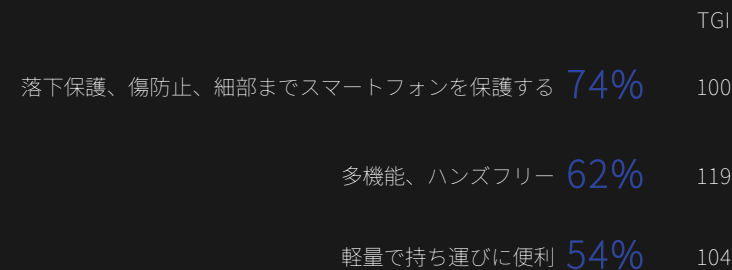 TGI
落下保護、傷防止、細部までスマートフォンを保護する 74% 100
多機能、ハンズフリー 62% 119
軽量で持ち運びに便利 54% 104